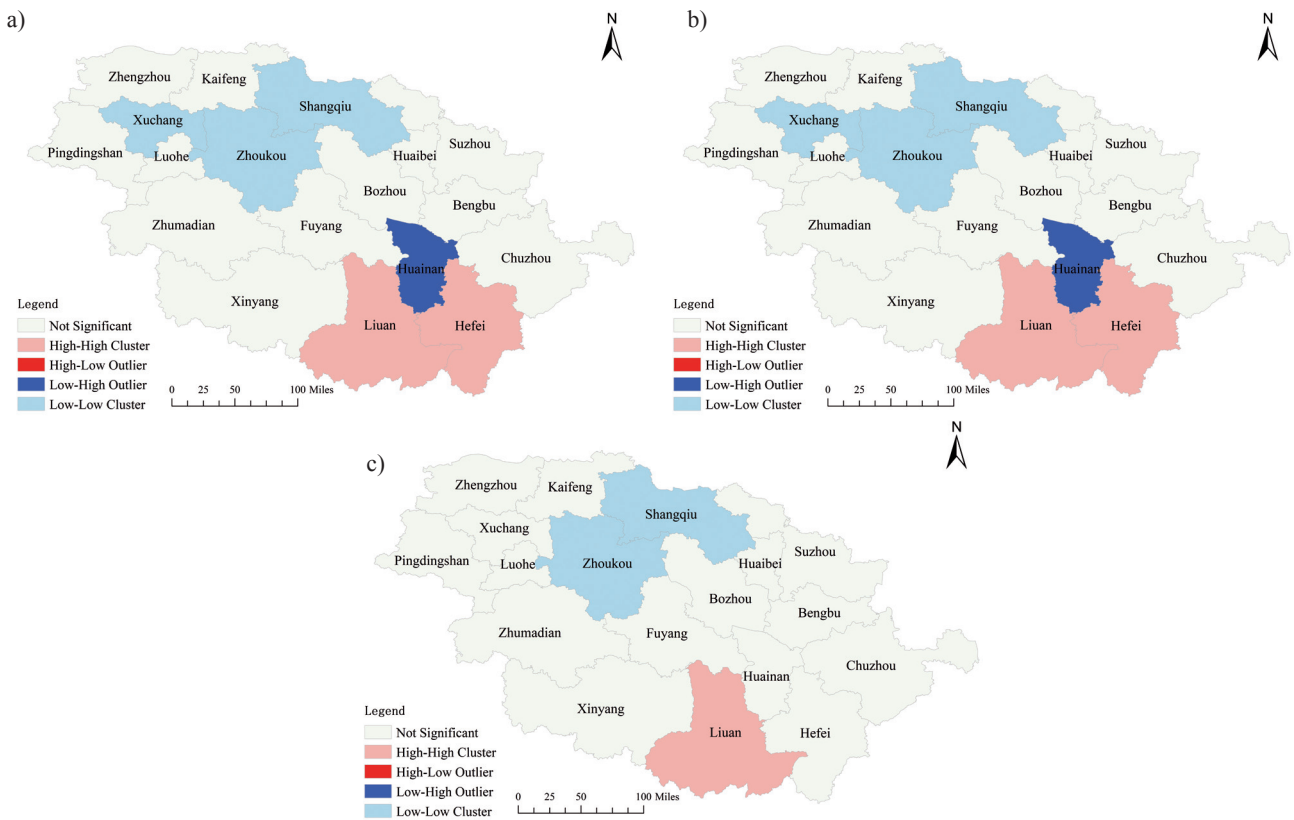 a)
N
Zhengzhou
Kaifeng
Shangqiu
Xuchang
Suzhou
Pingdingshan
Luohe
Zhoukou
Huaibei
Bozhou
Bengbu
Zhumadian
Fuyang
Chuzhou
Huainan
Xinyang
Liuan
Hefei
Legend
Not Significant
High-High Cluster
High-Low Outlier
Low-High Outlier
Low-Low Cluster
0 25 50 100 Miles
b)
N
Zhengzhou
Kaifeng
Shangqiu
Xuchang
Suzhou
Pingdingshan
Luohe
Zhoukou
Huaibei
Bozhou
Bengbu
Zhumadian
Fuyang
Chuzhou
Huainan
Xinyang
Liuan
Hefei
Legend
Not Significant
High-High Cluster
High-Low Outlier
Low-High Outlier
Low-Low Cluster
0 25 50 100 Miles
c)
N
Zhengzhou
Kaifeng
Shangqiu
Xuchang
Suzhou
Pingdingshan
Luohe
Zhoukou
Huaibei
Bozhou
Bengbu
Zhumadian
Fuyang
Chuzhou
Huainan
Xinyang
Liuan
Hefei
Legend
Not Significant
High-High Cluster
High-Low Outlier
Low-High Outlier
Low-Low Cluster
0 25 50 100 Miles